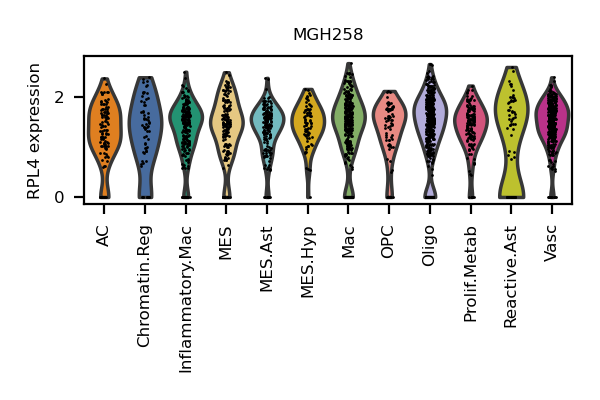 MGH258
RPL4 expression
2
0
AC
Chromatin.Reg
Inflammatory.Mac
MES
MES.Ast
MES.Hyp
Mac
OPC
Oligo
Prolif.Metab
Reactive.Ast
Vasc